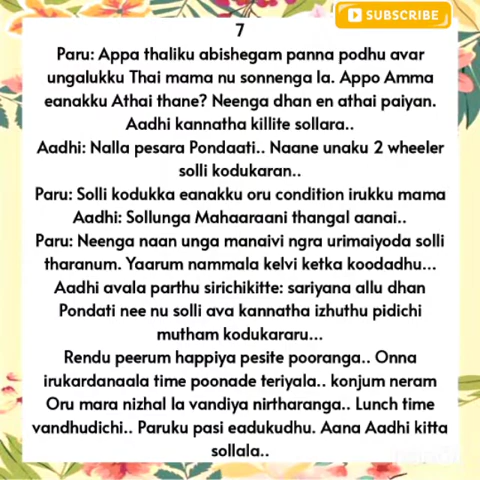 SUBSCRIBE
7
Paru: Appa thaliku abishegam panna podhu avar
ungalukku Thai mama nu sonnenga la. Appo Amma
eanakku Athai thane? Neenga dhan en athai paiyan.
Aadhi kannatha killite sollara..
Aadhi: Nalla pesara Pondaati.. Naane unaku 2 wheeler
solli kodukaran..
Paru: Solli kodukka eanakku oru condition irukku mama
Aadhi: Sollunga Mahaaraani thangal aanai..
Paru: Neenga naan unga manaivi ngra urimaiyoda solli
tharanum. Yaarum nammala kelvi ketka koodadhu...
Aadhi avala parthu sirichikitte: sariyana allu dhan
Pondati nee nu solli ava kannatha izhuthu pidichi
mutham kodukararu...
Rendu peerum happiya pesite pooranga.. Onna
irukardanaala time poonade teriyala.. konjum neram
Oru mara nizhal la vandiya nirtharanga.. Lunch time
vandhudichi.. Paruku pasi eadukudhu. Aana Aadhi kitta
sollala..